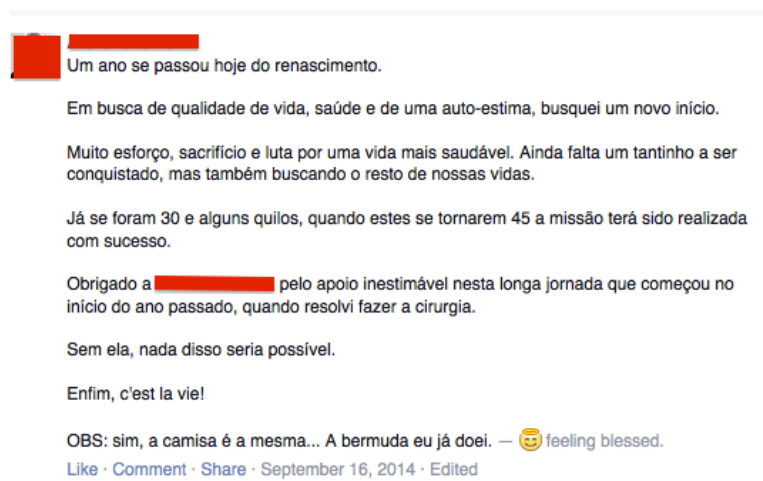 Um ano se passou hoje do renascimento.
Em busca de qualidade de vida, saúde e de uma auto-estima, busquei um novo início.
Muito esforço, sacrifício e luta por uma vida mais saudável. Ainda falta um tantinho a ser
conquistado, mas também buscando o resto de nossas vidas.
Já se foram 30 e alguns quilos, quando estes se tornarem 45 a missão terá sido realizada
com sucesso.
Obrigado a pelo apoio inestimável nesta longa jornada que começou no
início do ano passado, quando resolvi fazer a cirurgia.
Sem ela, nada disso seria possível.
Enfim, c'est la vie!
OBS: sim, a camisa é a mesma... A bermuda eu já doei. — 😇 feeling blessed.
Like · Comment · Share · September 16, 2014 · Edited